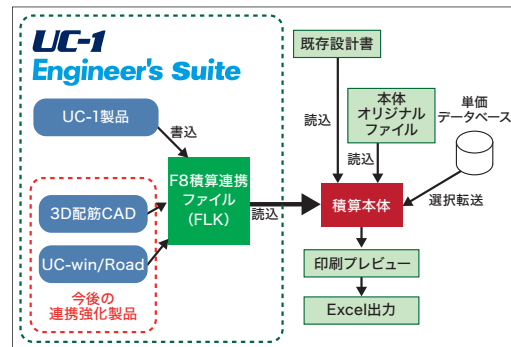 UC-1
Engineer's Suite
UC-1製品
書込
3D配筋CAD
UC-win/Road
今後の
連携強化製品
F8積算連携
ファイル
（FLK）
読込
既存設計書
読込
本体
オリジナル
ファイル
読込
単価
データベース
選択転送
積算本体
印刷プレビュー
Excel出力